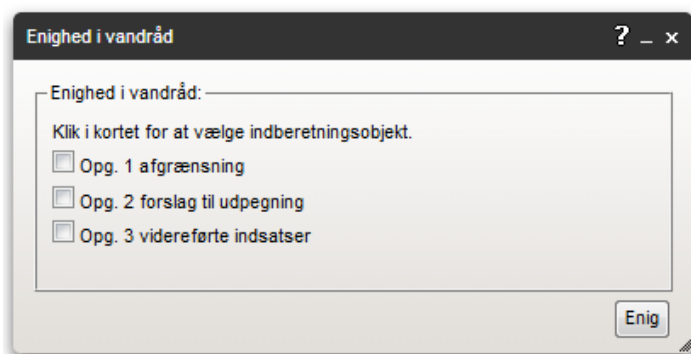 Enighed i vandråd ? _ x
Enighed i vandråd:
Klik i kortet for at vælge indberetningsobjekt.
Opg. 1 afgrænsning
Opg. 2 forslag til udpegning
Opg. 3 videreførte indsatser
Enig